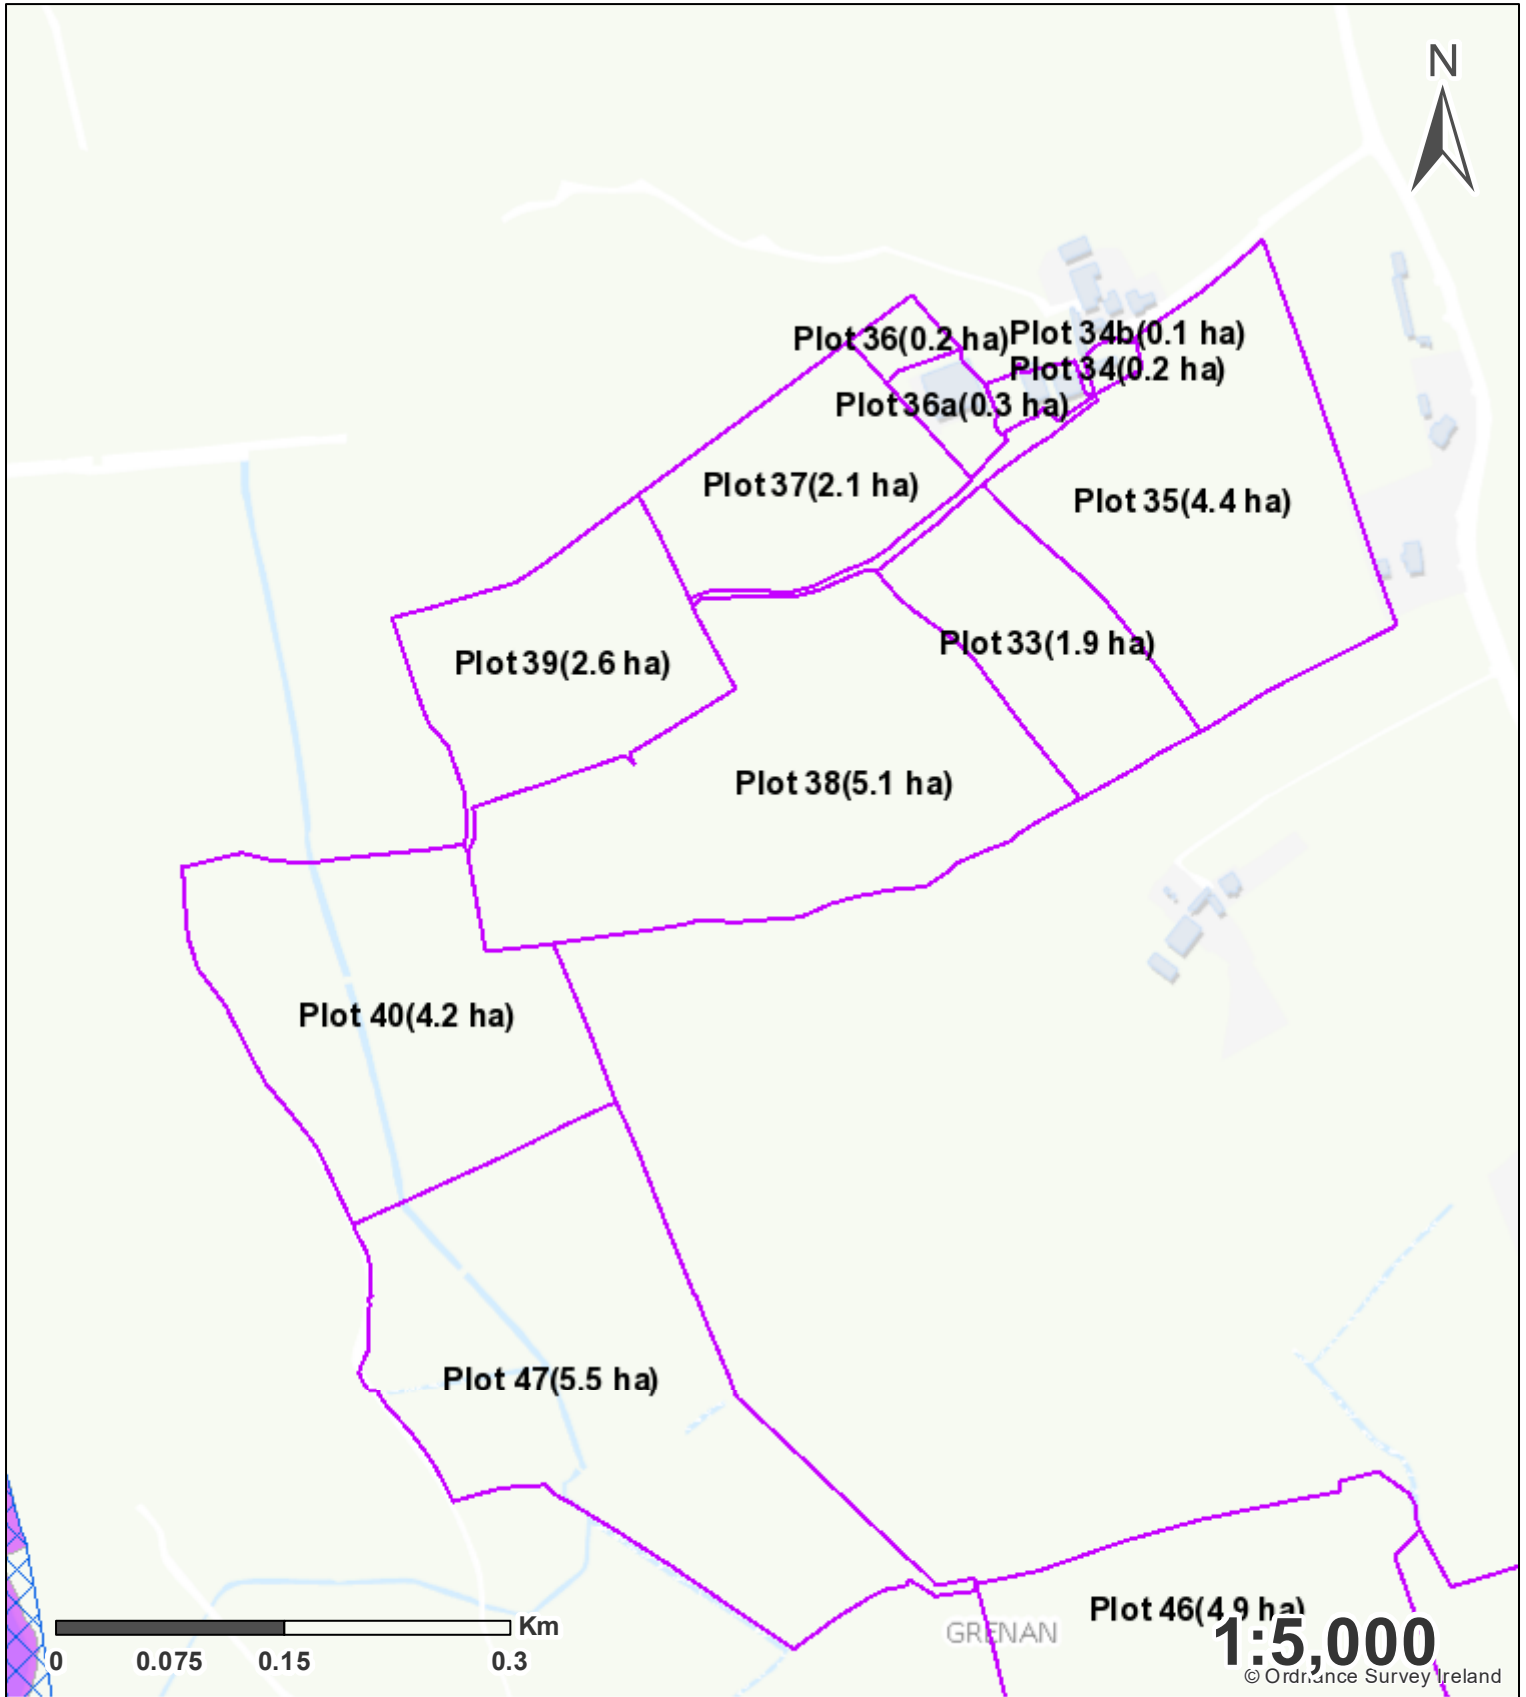 N
Plot 36(0.2 ha)
Plot 34b(0.1 ha)
Plot 34(0.2 ha)
Plot 36a(0.3 ha)
Plot 37(2.1 ha)
Plot 35(4.4 ha)
Plot 33(1.9 ha)
Plot 39(2.6 ha)
Plot 38(5.1 ha)
Plot 40(4.2 ha)
Plot 47(5.5 ha)
Plot 46(4.9 ha)
GRENAN
1:5,000
Km
0 0.075 0.15 0.3
© Ordnance Survey Ireland